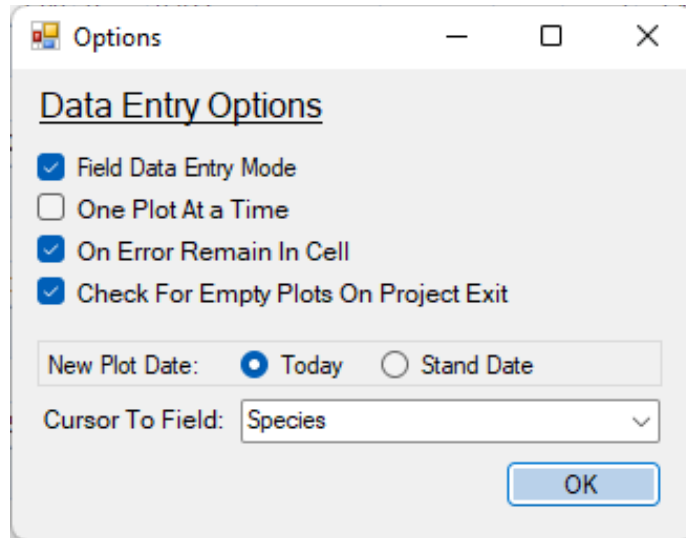 Options
Data Entry Options
Field Data Entry Mode
One Plot At a Time
On Error Remain In Cell
Check For Empty Plots On Project Exit
New Plot Date: Today Stand Date
Cursor To Field: Species
OK